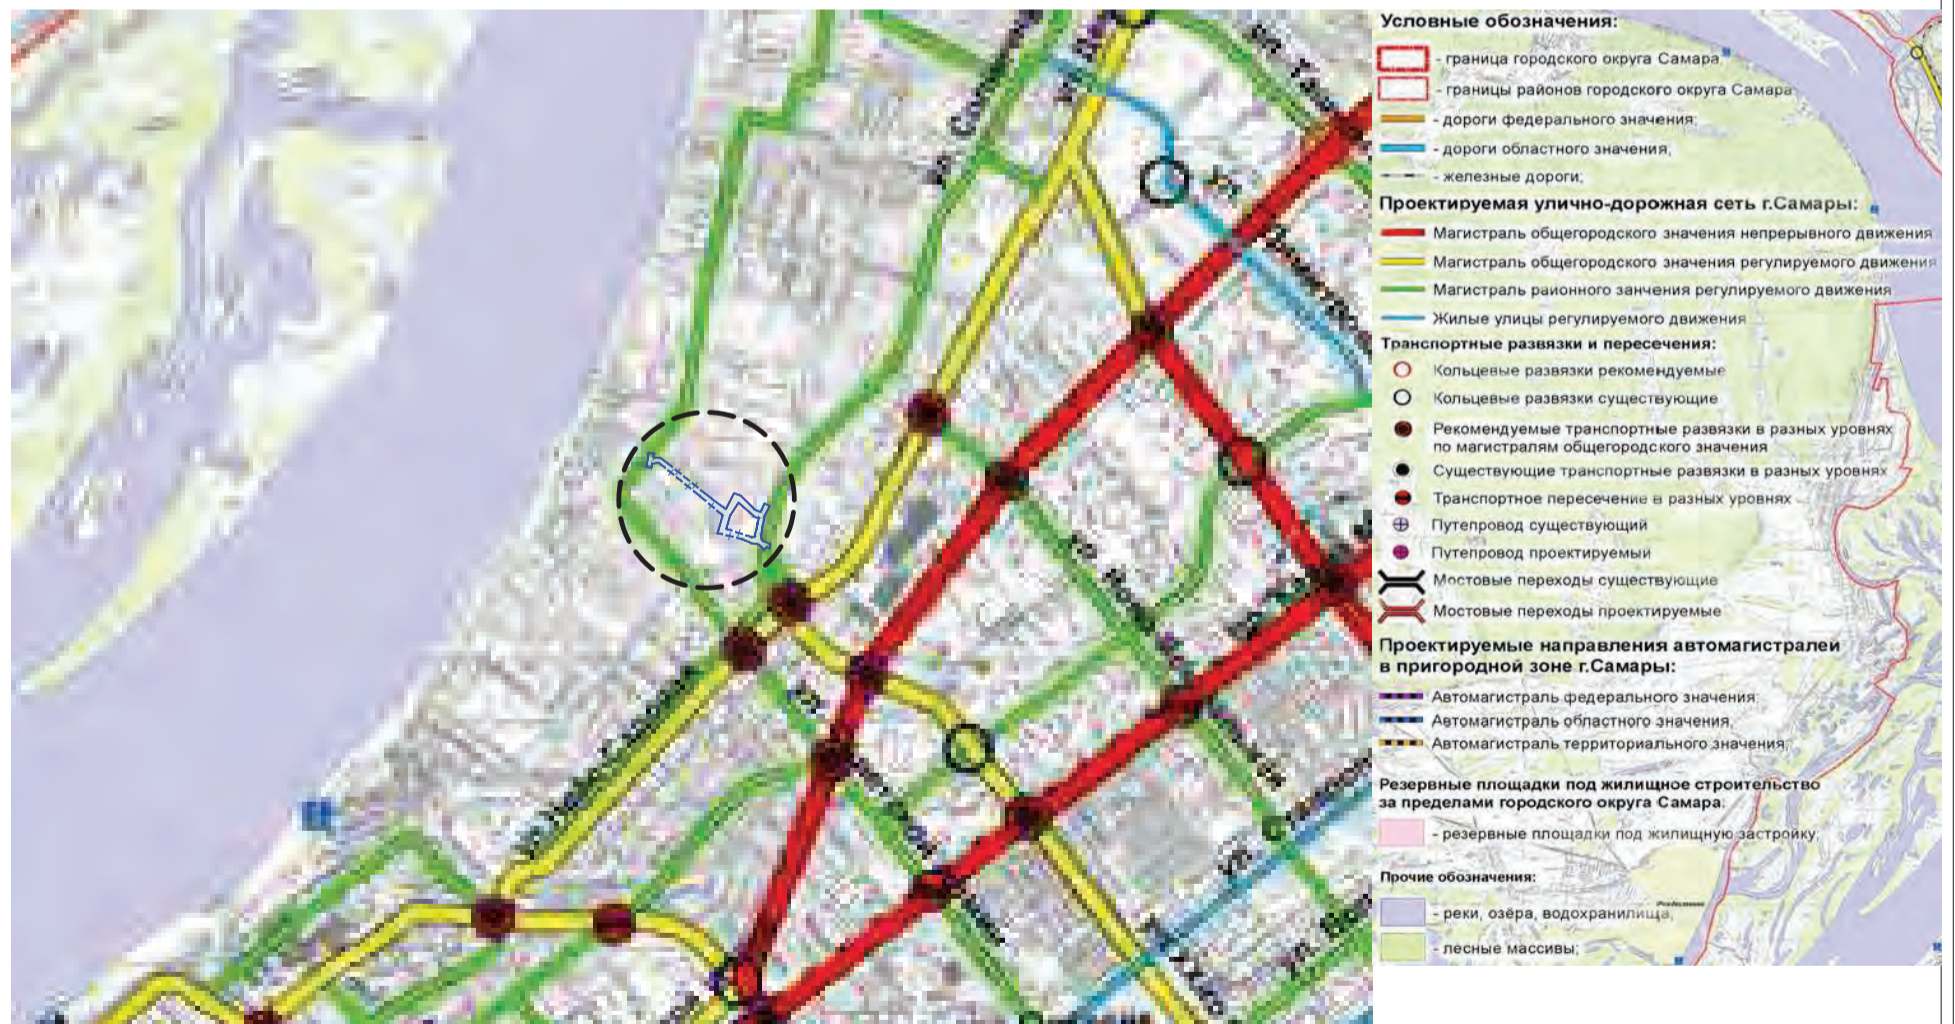 Условные обозначения:
- граница городского округа Самара
- границы районов городского округа Самара
- дороги федерального значения;
- дороги областного значения;
- железные дороги;
Проектируемая улично-дорожная сеть г.Самары:
Магистраль общегородского значения непрерывного движения
Магистраль общегородского значения регулируемого движения
Магистраль районного занчения регулируемого движения
Жилые улицы регулируемого движения
Транспортные развязки и пересечения:
Кольцевые развязки рекомендуемые
Кольцевые развязки существующие
Рекомендуемые транспортные развязки в разных уровнях
по магистралям общегородского значения
Существующие транспортные развязки в разных уровнях
Транспортное пересечение в разных уровнях
Путепровод существующий
Путепровод проектируемый
Мостовые переходы существующие
Мостовые переходы проектируемые
Проектируемые направления автомагистралей
в пригородной зоне г.Самары:
Автомагистраль федерального значения;
Автомагистраль областного значения;
Автомагистраль территориального значения;
Резервные площадки под жилищное строительство
за пределами городского округа Самара:
- резервные площадки под жилищную застройку;
Прочие обозначения:
- реки, озёра, водохранилища;
- лесные массивы;